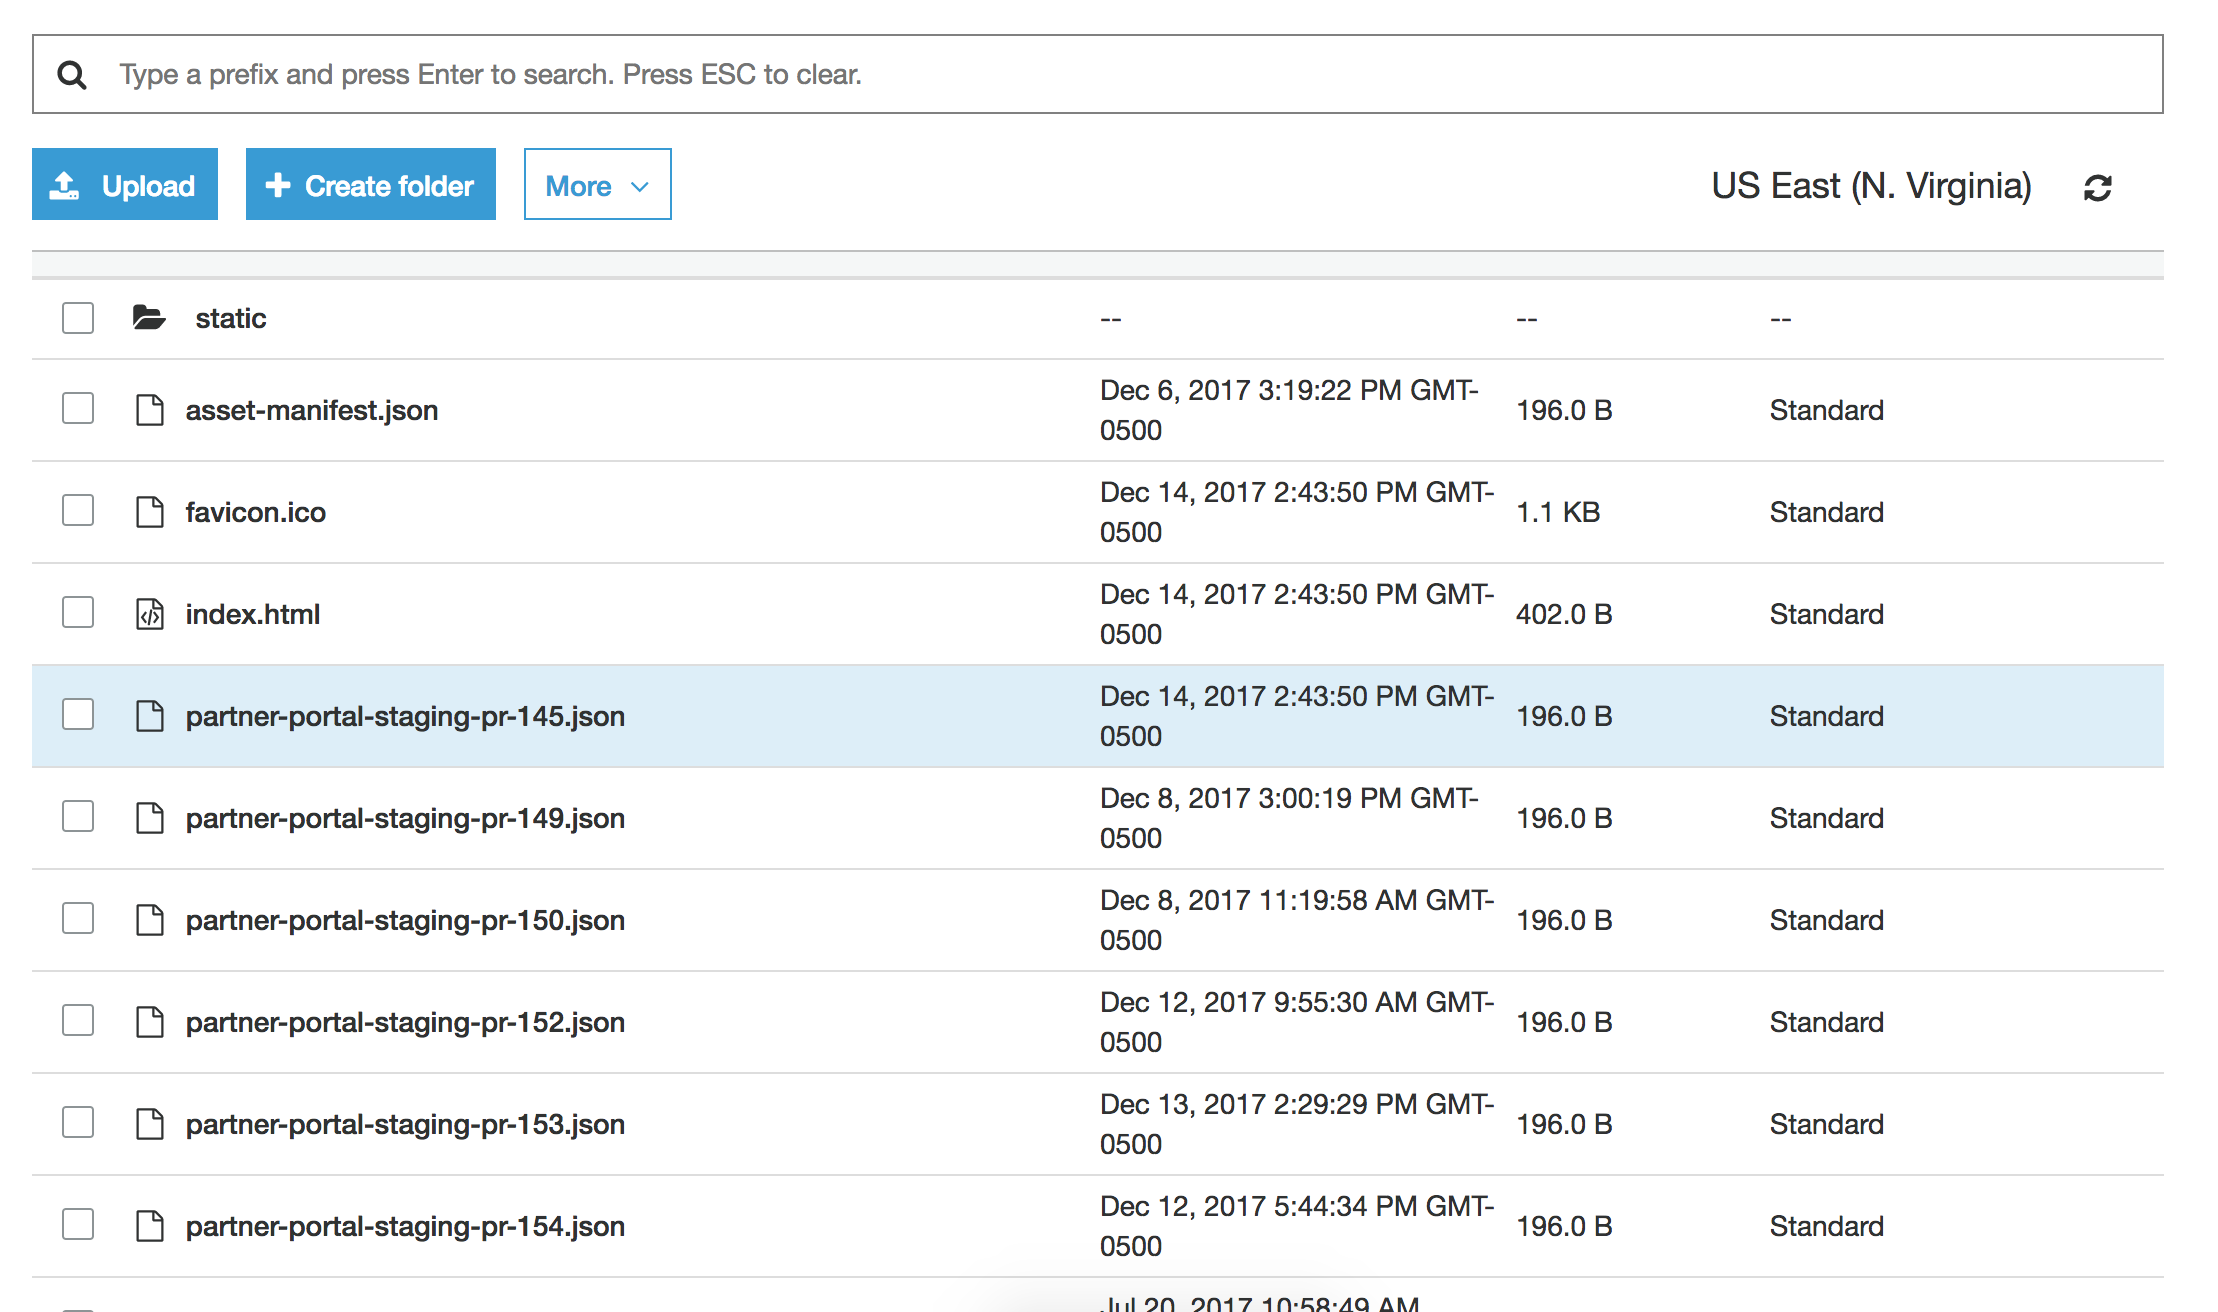 Type a prefix and press Enter to search. Press ESC to clear.
Upload
Create folder
More
US East (N. Virginia)
static -- -- --
asset-manifest.json Dec 6, 2017 3:19:22 PM GMT-
0500 196.0 B Standard
favicon.ico Dec 14, 2017 2:43:50 PM GMT-
0500 1.1 KB Standard
index.html Dec 14, 2017 2:43:50 PM GMT-
0500 402.0 B Standard
partner-portal-staging-pr-145.json Dec 14, 2017 2:43:50 PM GMT-
0500 196.0 B Standard
partner-portal-staging-pr-149.json Dec 8, 2017 3:00:19 PM GMT-
0500 196.0 B Standard
partner-portal-staging-pr-150.json Dec 8, 2017 11:19:58 AM GMT-
0500 196.0 B Standard
partner-portal-staging-pr-152.json Dec 12, 2017 9:55:30 AM GMT-
0500 196.0 B Standard
partner-portal-staging-pr-153.json Dec 13, 2017 2:29:29 PM GMT-
0500 196.0 B Standard
partner-portal-staging-pr-154.json Dec 12, 2017 5:44:34 PM GMT-
0500 196.0 B Standard
Jul 20, 2017 10:58:49 AM